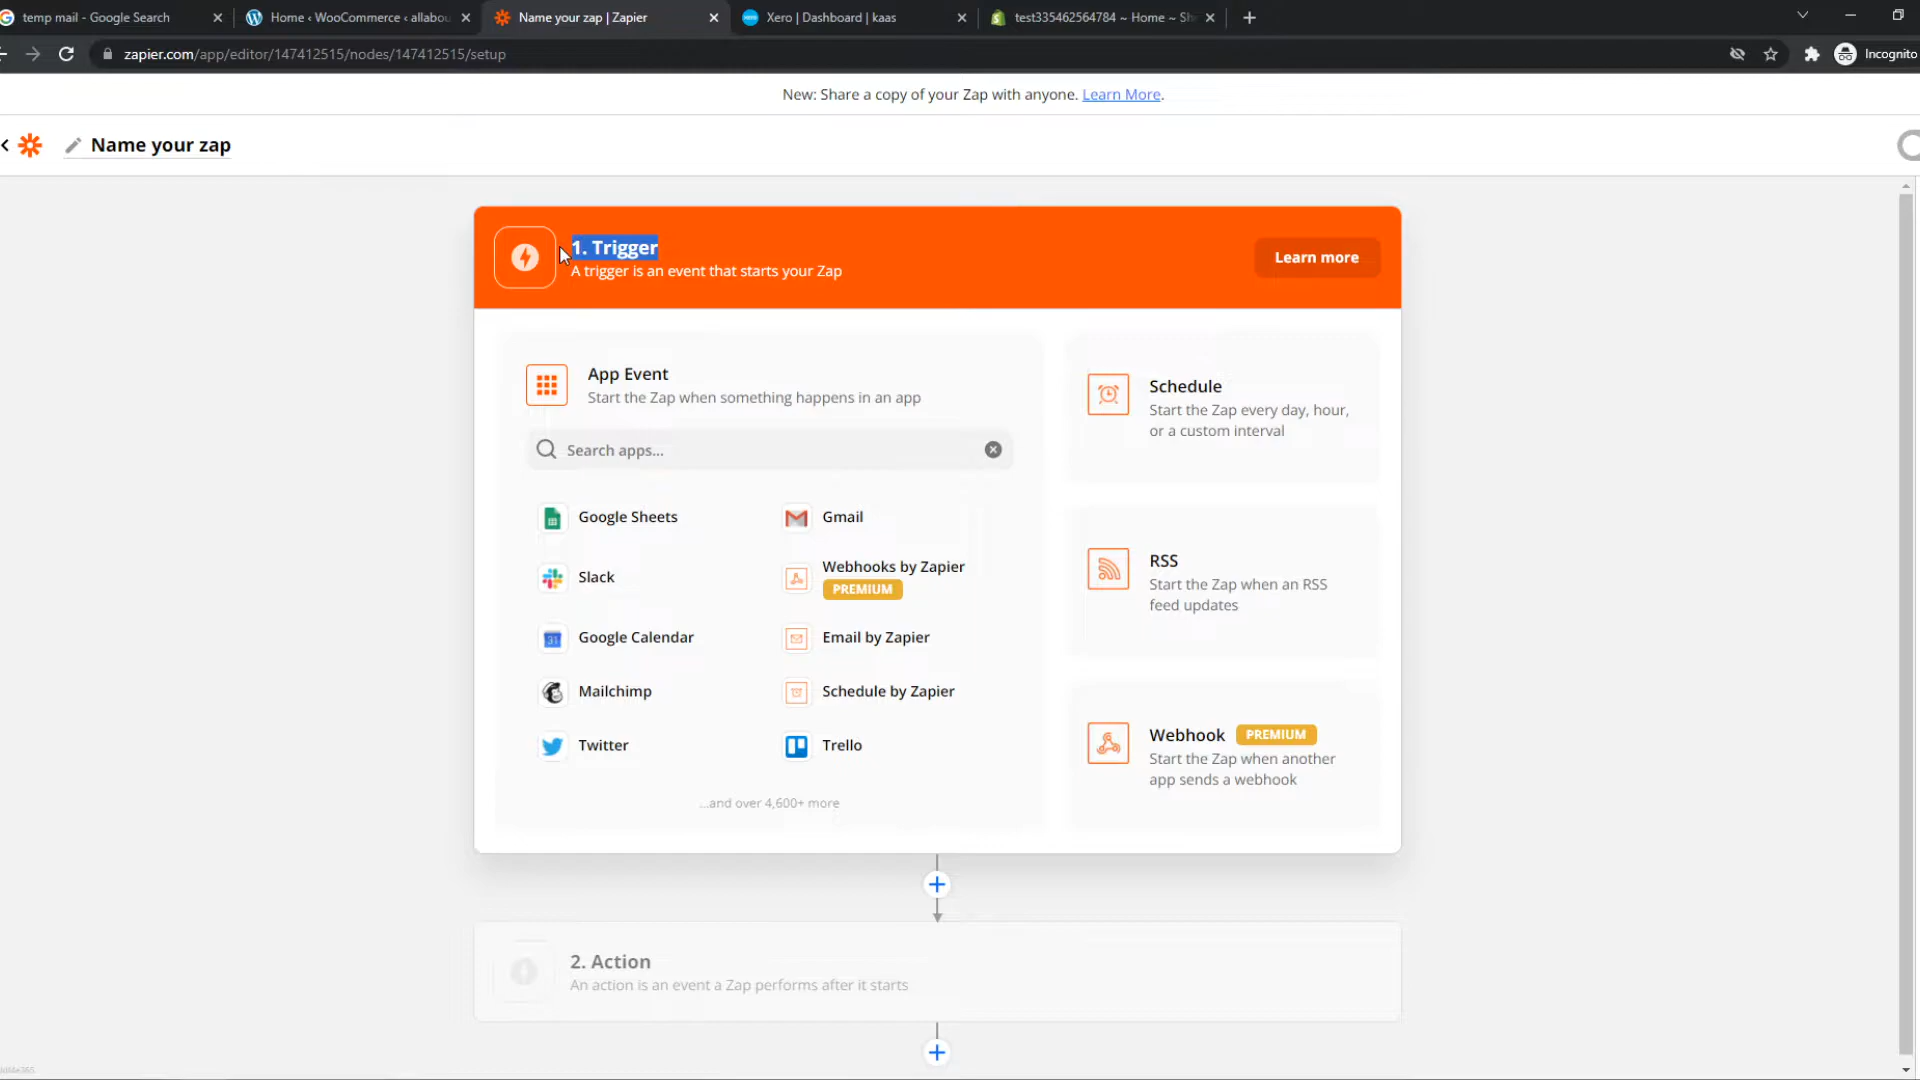 temp mail - Google Search
Home ‹ WooCommerce ‹ allabou
Name your zap | Zapier
Xero | Dashboard | kaas
test335462564784 ~ Home ~ Sh
zapier.com/app/editor/147412515/nodes/147412515/setup
Incognito
New: Share a copy of your Zap with anyone. Learn More.
Name your zap
1. Trigger
A trigger is an event that starts your Zap
Learn more
App Event
Start the Zap when something happens in an app
Search apps...
Google Sheets
Gmail
Slack
Webhooks by Zapier
PREMIUM
Google Calendar
Email by Zapier
Mailchimp
Schedule by Zapier
Twitter
Trello
...and over 4,600+ more
Schedule
Start the Zap every day, hour,
or a custom interval
RSS
Start the Zap when an RSS
feed updates
Webhook PREMIUM
Start the Zap when another
app sends a webhook
2. Action
An action is an event a Zap performs after it starts